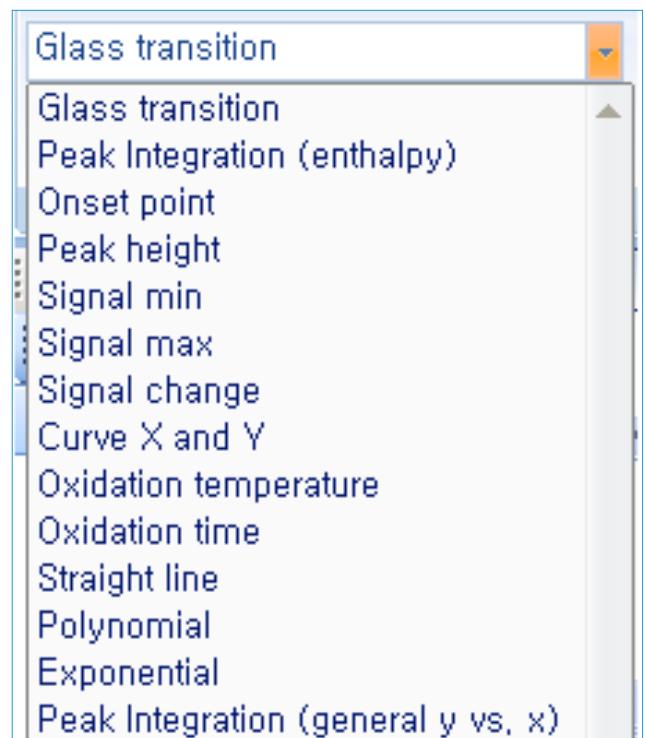 Glass transition
Glass transition
Peak Integration (enthalpy)
Onset point
Peak height
Signal min
Signal max
Signal change
Curve X and Y
Oxidation temperature
Oxidation time
Straight line
Polynomial
Exponential
Peak Integration (general y vs. x)